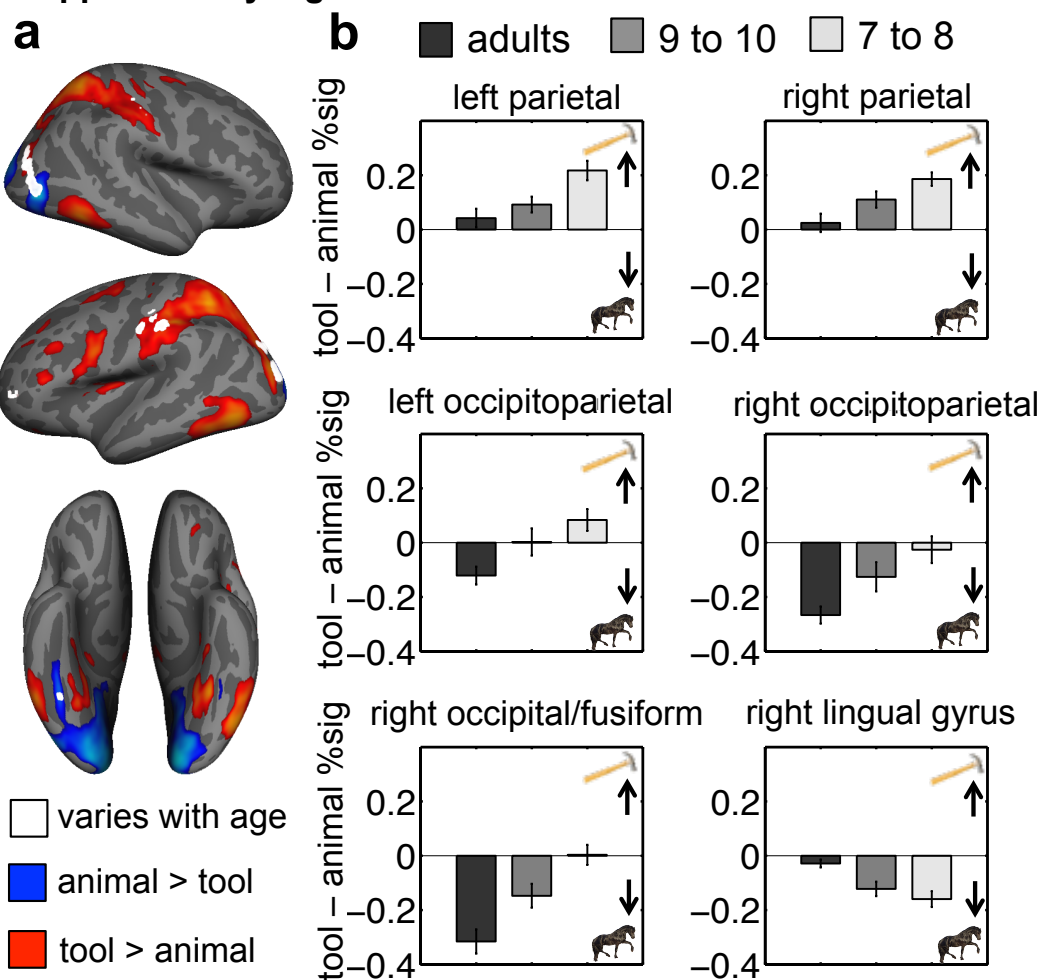 a
b
adults
9 to 10
7 to 8
left parietal
right parietal
tool – animal %sig
0.2
0
−0.2
−0.4
0.2
0
−0.2
−0.4
left occipitoparietal
right occipitoparietal
tool – animal %sig
0.2
0
−0.2
−0.4
0.2
0
−0.2
−0.4
right occipital/fusiform
right lingual gyrus
tool – animal %sig
0.2
0
−0.2
−0.4
0.2
0
−0.2
−0.4
varies with age
animal > tool
tool > animal